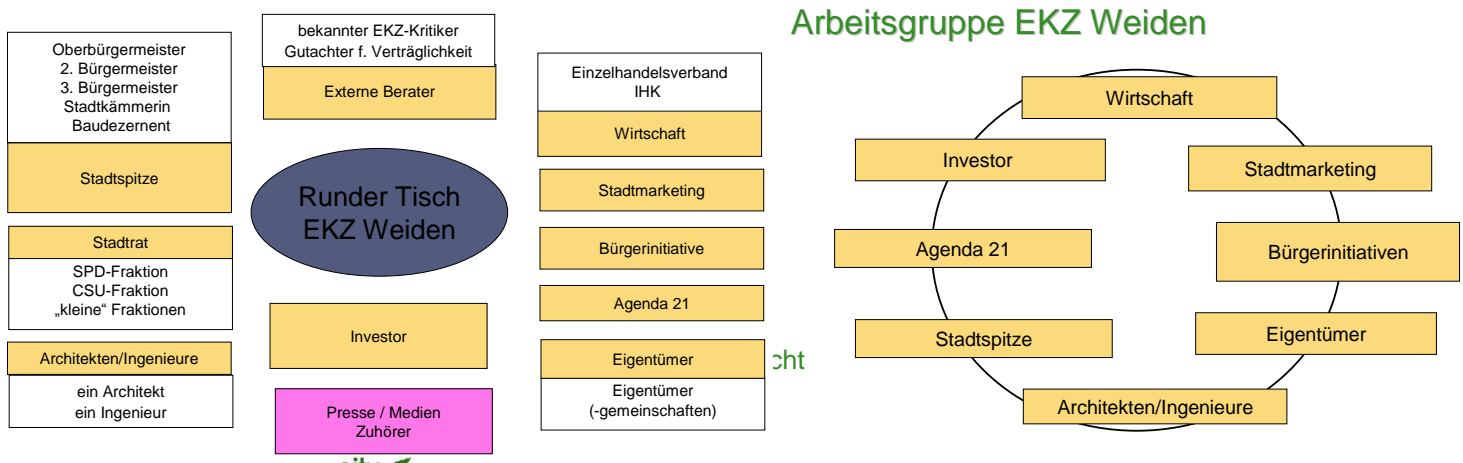 Oberbürgermeister
2. Bürgermeister
3. Bürgermeister
Stadtkämmerin
Baudezernent
Stadtspitze
Stadtrat
SPD-Fraktion
CSU-Fraktion
„kleine“ Fraktionen
Architekten/Ingenieure
ein Architekt
ein Ingenieur
bekannter EKZ-Kritiker
Gutachter f. Verträglichkeit
Externe Berater
Runder Tisch
EKZ Weiden
Investor
Presse / Medien
Zuhörer
Einzelhandelsverband
IHK
Wirtschaft
Stadtmarketing
Bürgerinitiative
Agenda 21
Eigentümer
Eigentümer
(-gemeinschaften)
cht
Arbeitsgruppe EKZ Weiden
Wirtschaft
Investor
Stadtmarketing
Agenda 21
Bürgerinitiativen
Stadtspitze
Eigentümer
Architekten/Ingenieure